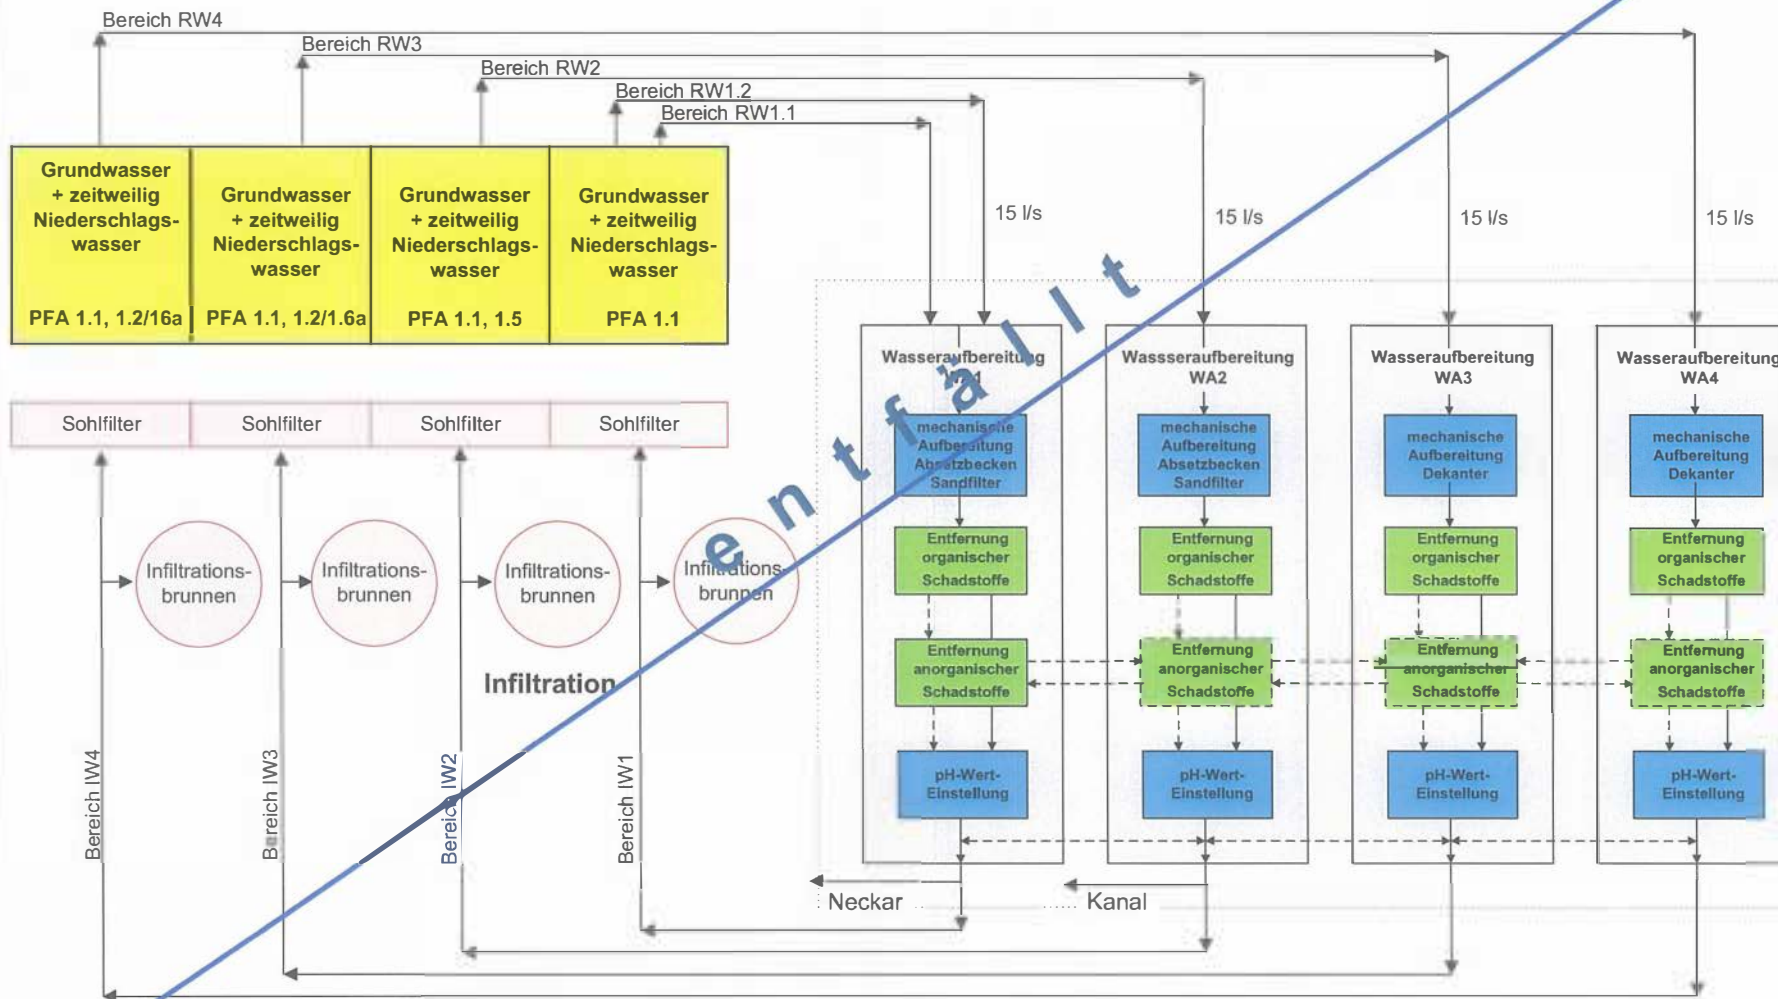 Bereich RW4
Bereich RW3
Bereich RW2
Bereich RW1.2
Bereich RW1.1
Grundwasser
+ zeitweilig
Niederschlags-
wasser
PFA 1.1, 1.2/16a
Grundwasser
+ zeitweilig
Niederschlags-
wasser
PFA 1.1, 1.2/1.6a
Grundwasser
+ zeitweilig
Niederschlags-
wasser
PFA 1.1, 1.5
Grundwasser
+ zeitweilig
Niederschlags-
wasser
PFA 1.1
15 l/s
15 l/s
15 l/s
15 l/s
entfällt
Sohlfilter
Sohlfilter
Sohlfilter
Sohlfilter
Infiltrations-
brunnen
Infiltrations-
brunnen
Infiltrations-
brunnen
Infiltrations-
brunnen
Infiltration
Bereich IW4
Bereich IW3
Bereich IW2
Bereich IW1
Wasseraufbereitung
WA1
mechanische
Aufbereitung
Absetzbecken
Sandfilter
Entfernung
organischer
Schadstoffe
Entfernung
anorganischer
Schadstoffe
pH-Wert-
Einstellung
Wassseraufbereitung
WA2
mechanische
Aufbereitung
Absetzbecken
Sandfilter
Entfernung
organischer
Schadstoffe
Entfernung
anorganischer
Schadstoffe
pH-Wert-
Einstellung
Wasseraufbereitung
WA3
mechanische
Aufbereitung
Dekanter
Entfernung
organischer
Schadstoffe
Entfernung
anorganischer
Schadstoffe
pH-Wert-
Einstellung
Wasseraufbereitung
WA4
mechanische
Aufbereitung
Dekanter
Entfernung
organischer
Schadstoffe
Entfernung
anorganischer
Schadstoffe
pH-Wert-
Einstellung
Neckar
Kanal